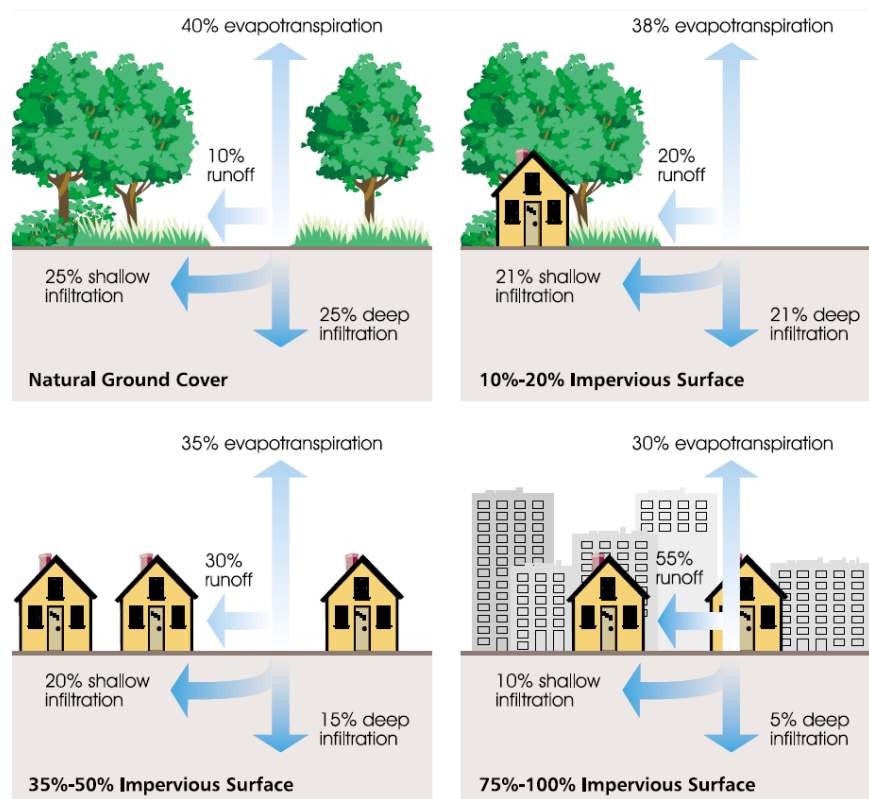 40% evapotranspiration
10%
runoff
25% shallow
infiltration
25% deep
infiltration
Natural Ground Cover
38% evapotranspiration
20%
runoff
21% shallow
infiltration
21% deep
infiltration
10%-20% Impervious Surface
35% evapotranspiration
30%
runoff
20% shallow
infiltration
15% deep
infiltration
35%-50% Impervious Surface
30% evapotranspiration
55%
runoff
10% shallow
infiltration
5% deep
infiltration
75%-100% Impervious Surface